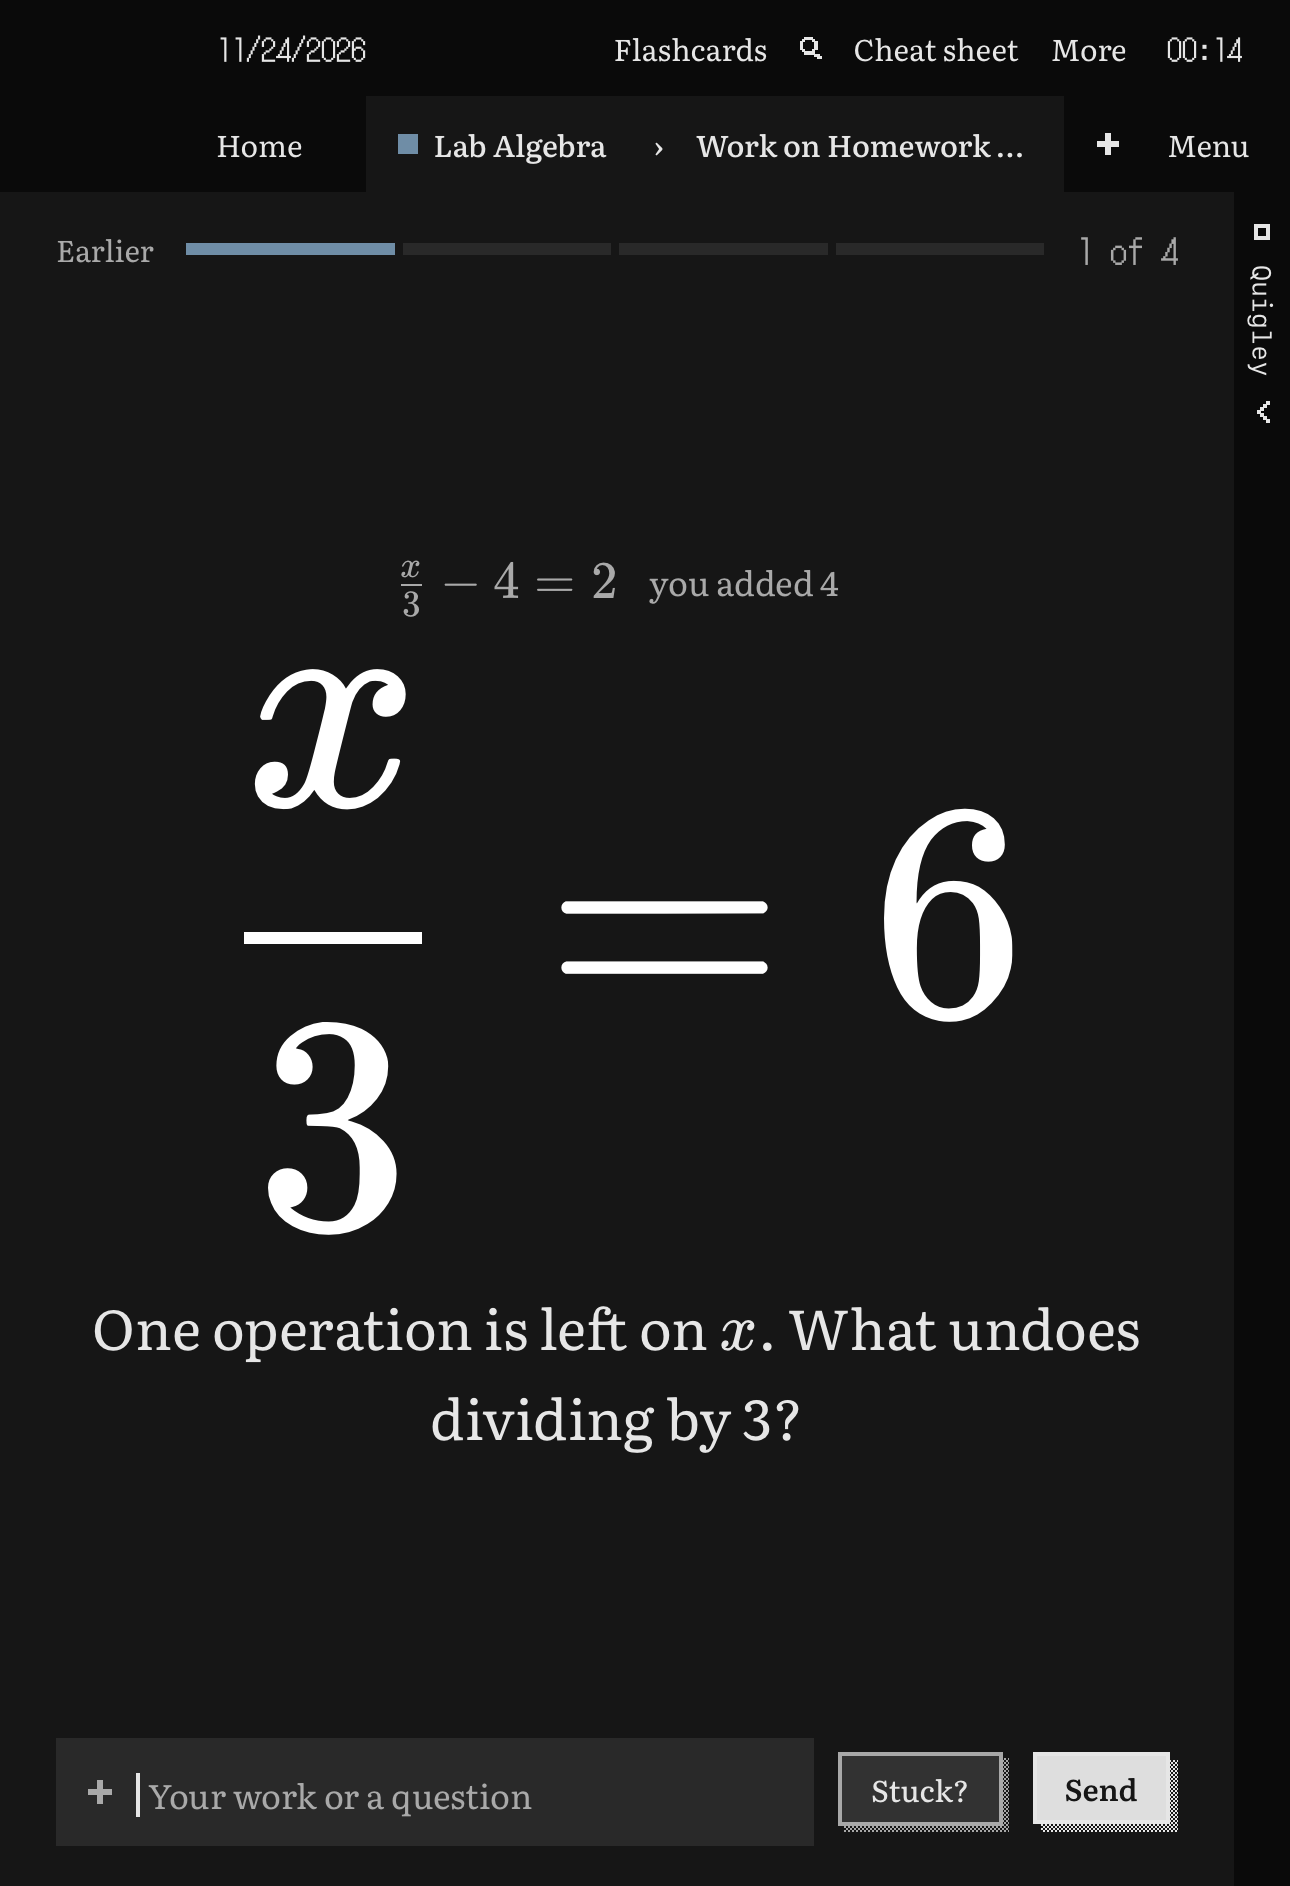 11/24/2026 Flashcards Cheat sheet More 00:14
Home Lab Algebra › Work on Homework ... + Menu
Earlier 1 of 4
Quigley
x/3 − 4 = 2 you added 4
x/3 = 6
One operation is left on x. What undoes
dividing by 3?
+ Your work or a question Stuck? Send